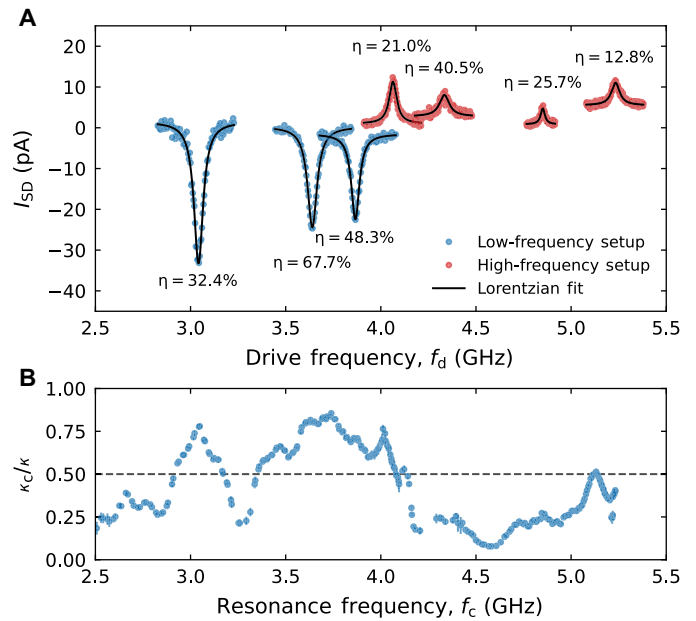 A
η = 21.0%
η = 12.8%
η = 40.5%
η = 25.7%
η = 48.3%
η = 67.7%
η = 32.4%
Low-frequency setup
High-frequency setup
Lorentzian fit
20
10
0
−10
−20
−30
−40
I_SD (pA)
2.5 3.0 3.5 4.0 4.5 5.0 5.5
Drive frequency, f_d (GHz)
B
1.00
0.75
0.50
0.25
0.00
κ_c/κ
2.5 3.0 3.5 4.0 4.5 5.0 5.5
Resonance frequency, f_c (GHz)